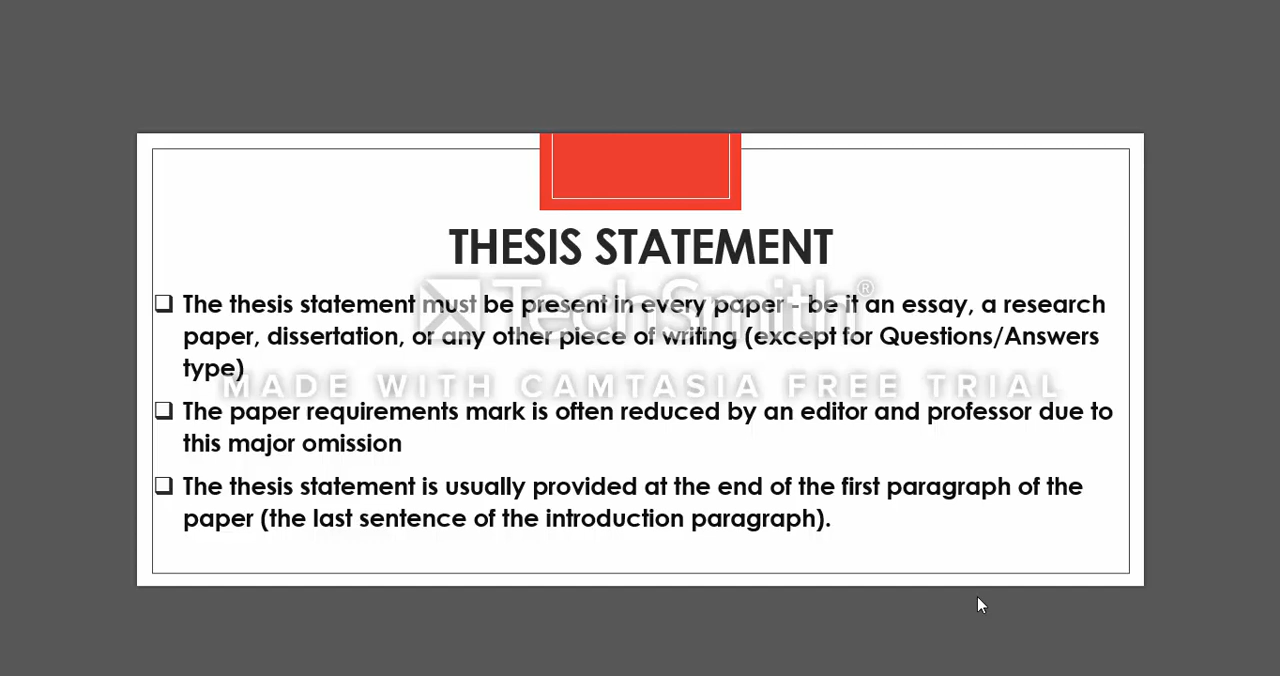 THESIS STATEMENT
The thesis statement must be present in every paper - be it an essay, a research
paper, dissertation, or any other piece of writing (except for Questions/Answers
type)
The paper requirements mark is often reduced by an editor and professor due to
this major omission
The thesis statement is usually provided at the end of the first paragraph of the
paper (the last sentence of the introduction paragraph).
TechSmith®
MADE WITH CAMTASIA FREE TRIAL